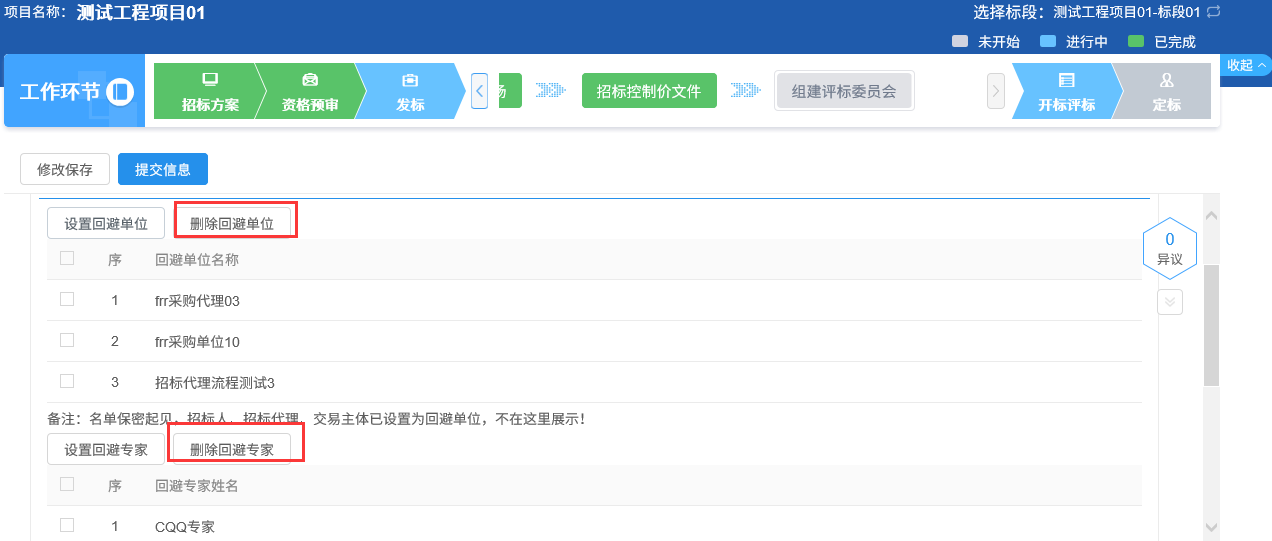 项目名称： 测试工程项目01
选择标段：测试工程项目01-标段01
未开始 进行中 已完成
工作环节
招标方案
资格预审
发标
场
招标控制价文件
组建评标委员会
开标评标
定标
收起
修改保存 提交信息
设置回避单位 删除回避单位
序 回避单位名称
1 frr采购代理03
2 frr采购单位10
3 招标代理流程测试3
0
异议
备注：名单保密起见，招标人、招标代理、交易主体已设置为回避单位，不在这里展示！
设置回避专家 删除回避专家
序 回避专家姓名
1 CQQ专家